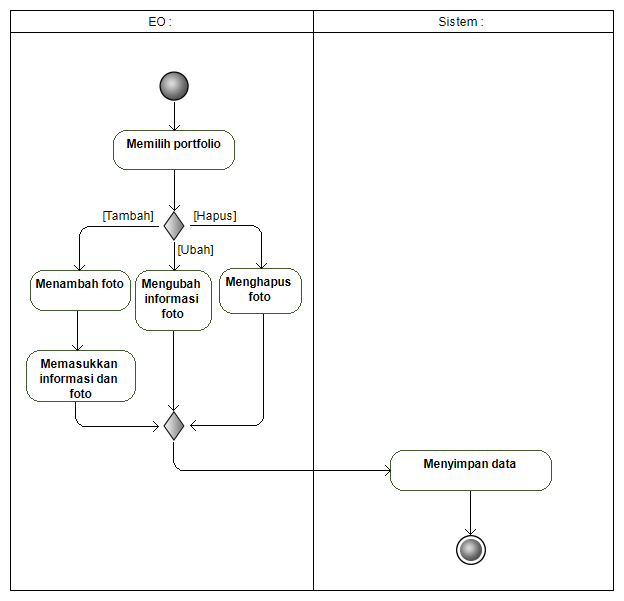 EO :
Sistem :
Memilih portfolio
[Tambah]
[Hapus]
[Ubah]
Menambah foto
Mengubah
informasi
foto
Menghapus
foto
Memasukkan
informasi dan
foto
Menyimpan data